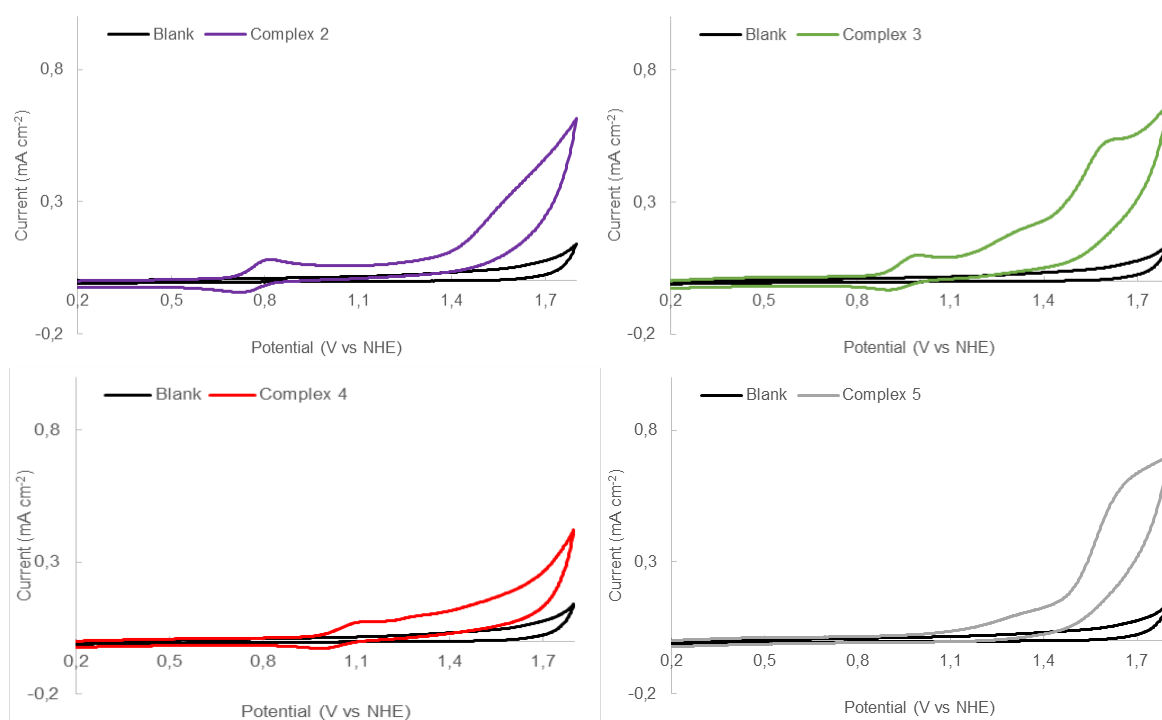 Blank Complex 2
0,8
0,3
-0,2
0,2 0,5 0,8 1,1 1,4 1,7
Current (mA cm-2)
Potential (V vs NHE)
Blank Complex 3
0,8
0,3
-0,2
0,2 0,5 0,8 1,1 1,4 1,7
Current (mA cm-2)
Potential (V vs NHE)
Blank Complex 4
0,8
0,3
-0,2
0,2 0,5 0,8 1,1 1,4 1,7
Current (mA cm-2)
Potential (V vs NHE)
Blank Complex 5
0,8
0,3
-0,2
0,2 0,5 0,8 1,1 1,4 1,7
Current (mA cm-2)
Potential (V vs NHE)